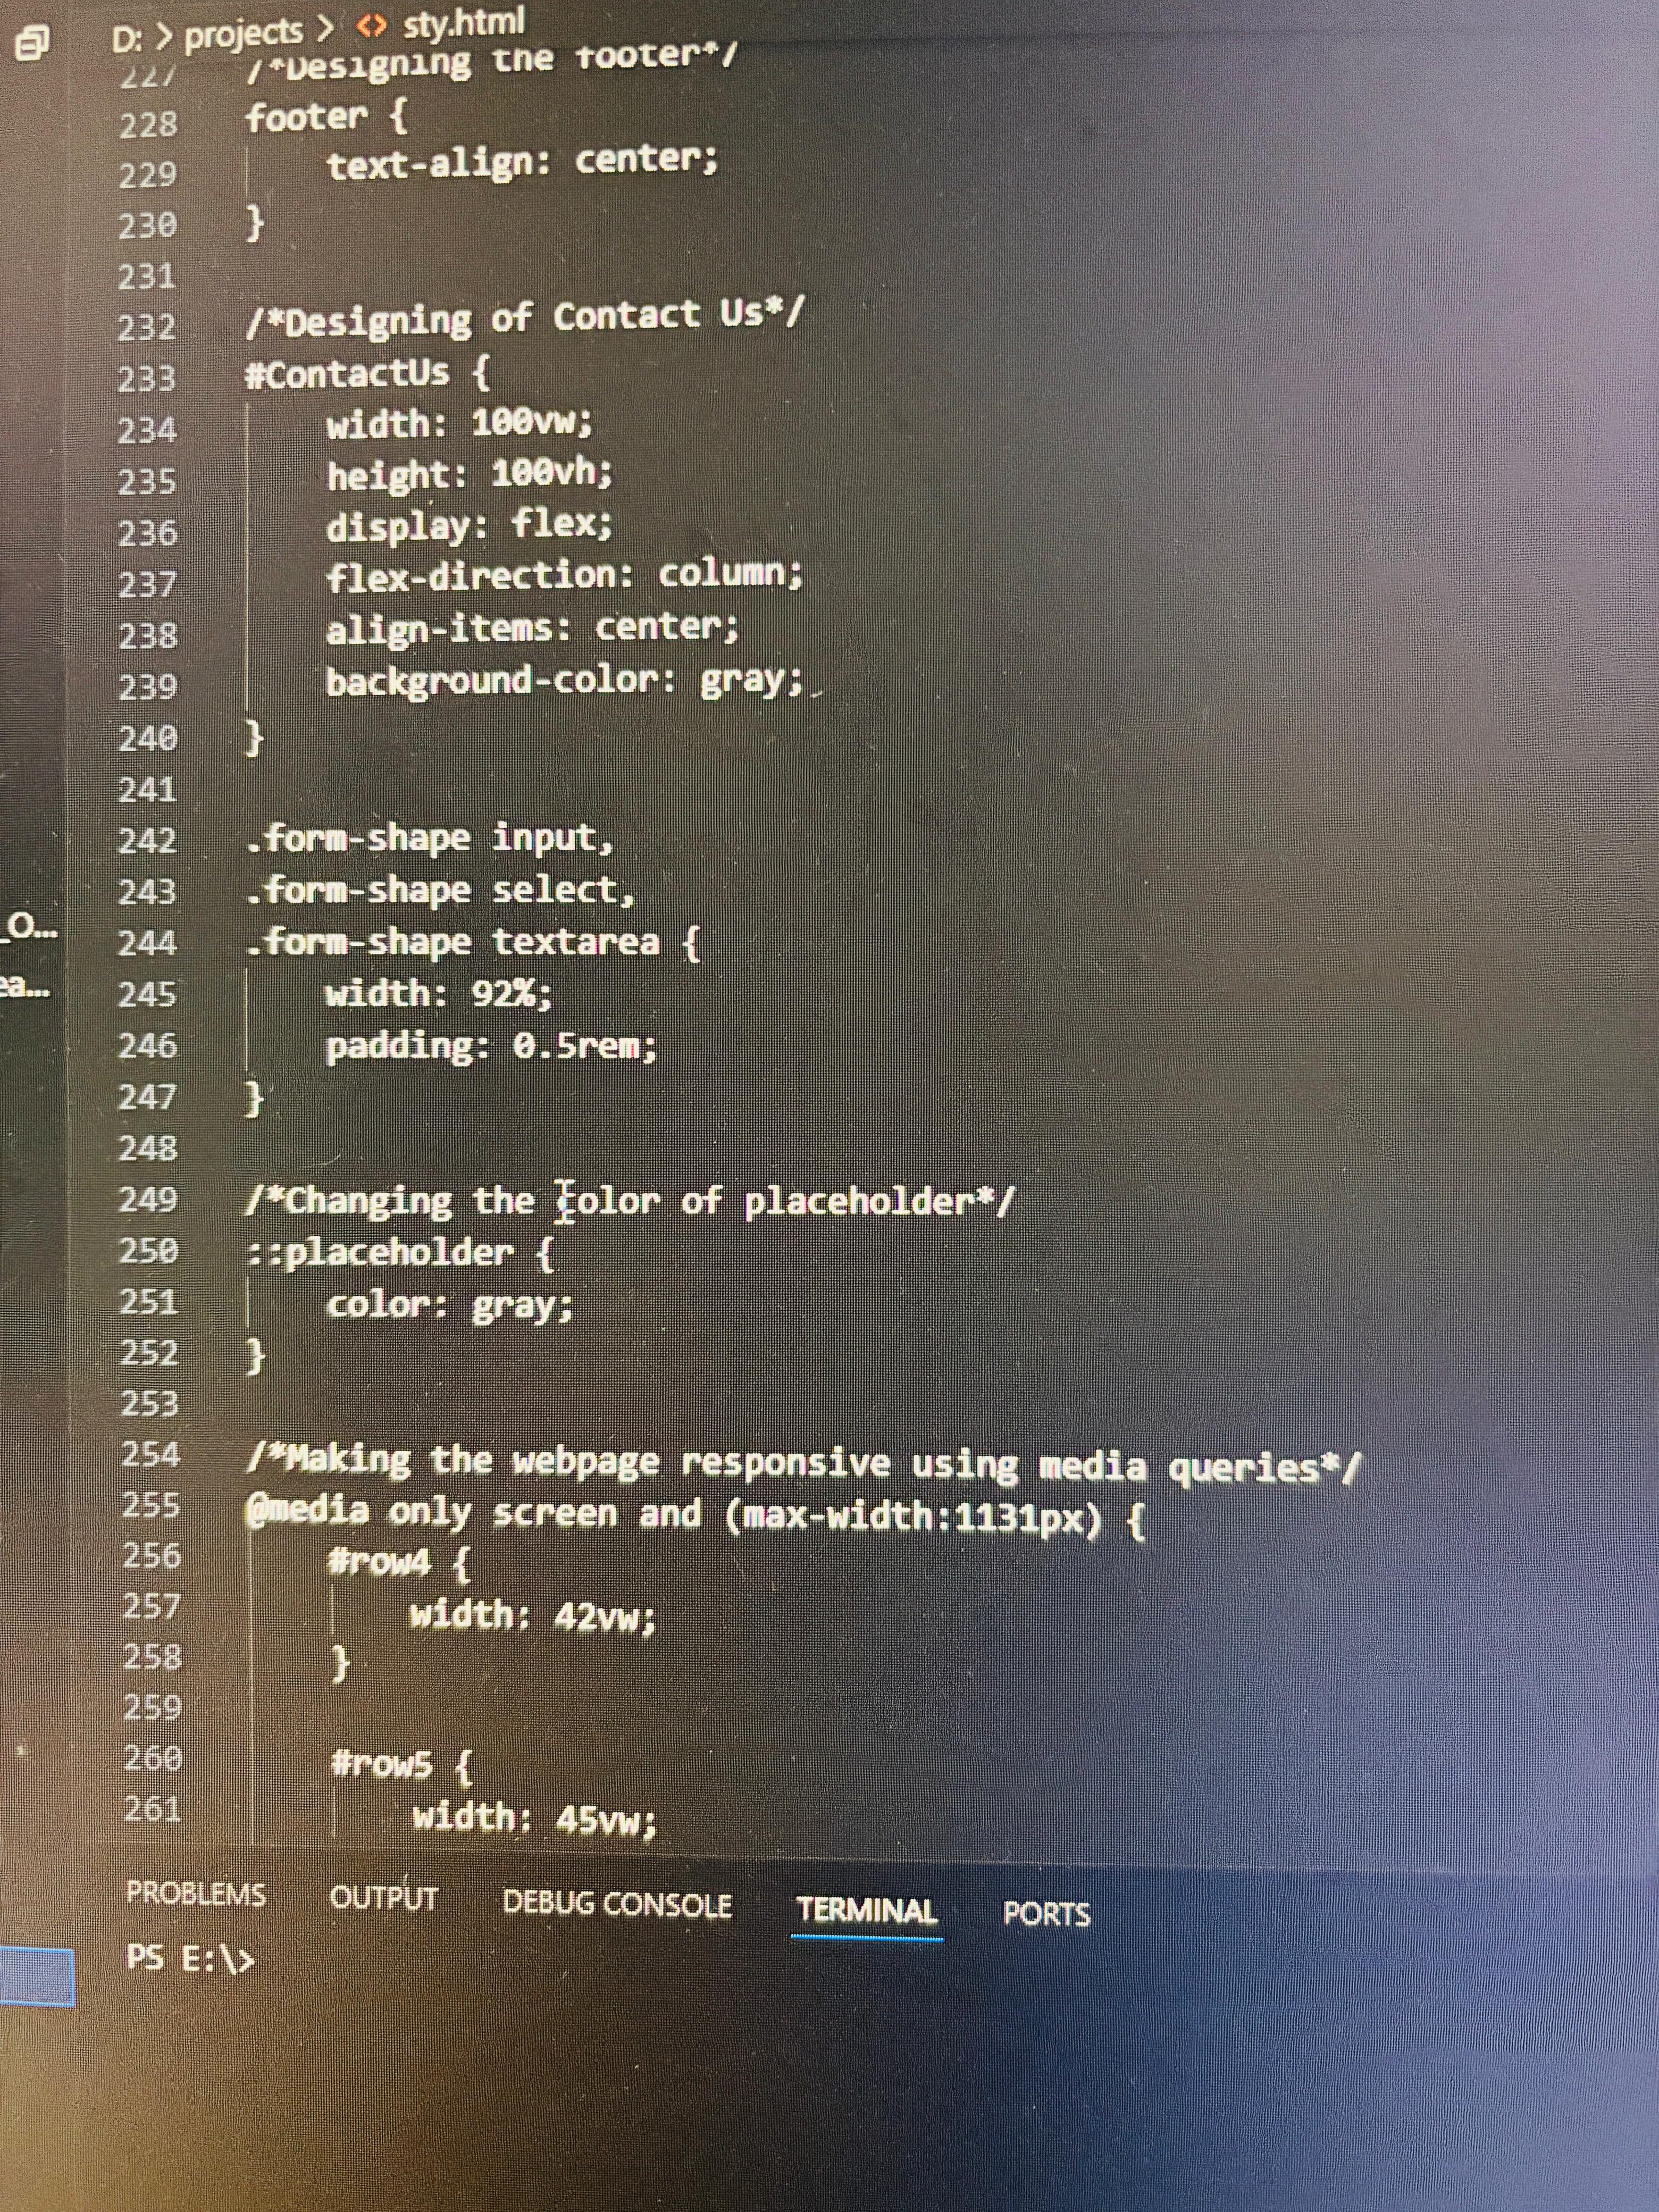 D: > projects > <> sty.html
227 /*Designing the footer*/
228 footer {
229     text-align: center;
230 }
231
232 /*Designing of Contact Us*/
233 #ContactUs {
234     width: 100vw;
235     height: 100vh;
236     display: flex;
237     flex-direction: column;
238     align-items: center;
239     background-color: gray;
240 }
241
242 .form-shape input,
243 .form-shape select,
_O...
244 .form-shape textarea {
ea...
245     width: 92%;
246     padding: 0.5rem;
247 }
248
249 /*Changing the color of placeholder*/
250 ::placeholder {
251     color: gray;
252 }
253
254 /*Making the webpage responsive using media queries*/
255 @media only screen and (max-width:1131px) {
256     #row4 {
257         width: 42vw;
258     }
259
260     #row5 {
261         width: 45vw;
PROBLEMS OUTPUT DEBUG CONSOLE TERMINAL PORTS
PS E:\>